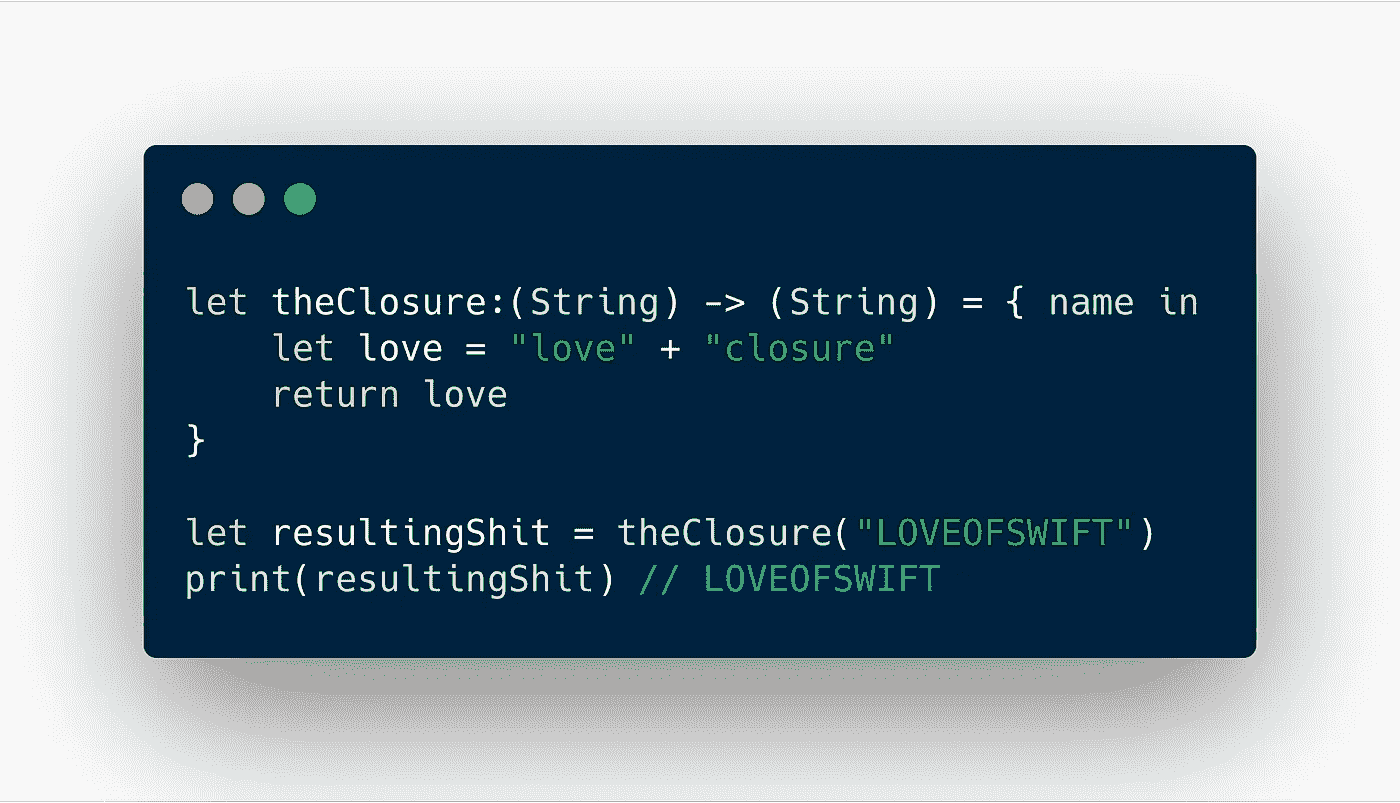 let theClosure:(String) -> (String) = { name in
    let love = "love" + "closure"
    return love
}
let resultingShit = theClosure("LOVEOFSWIFT")
print(resultingShit) // LOVEOFSWIFT